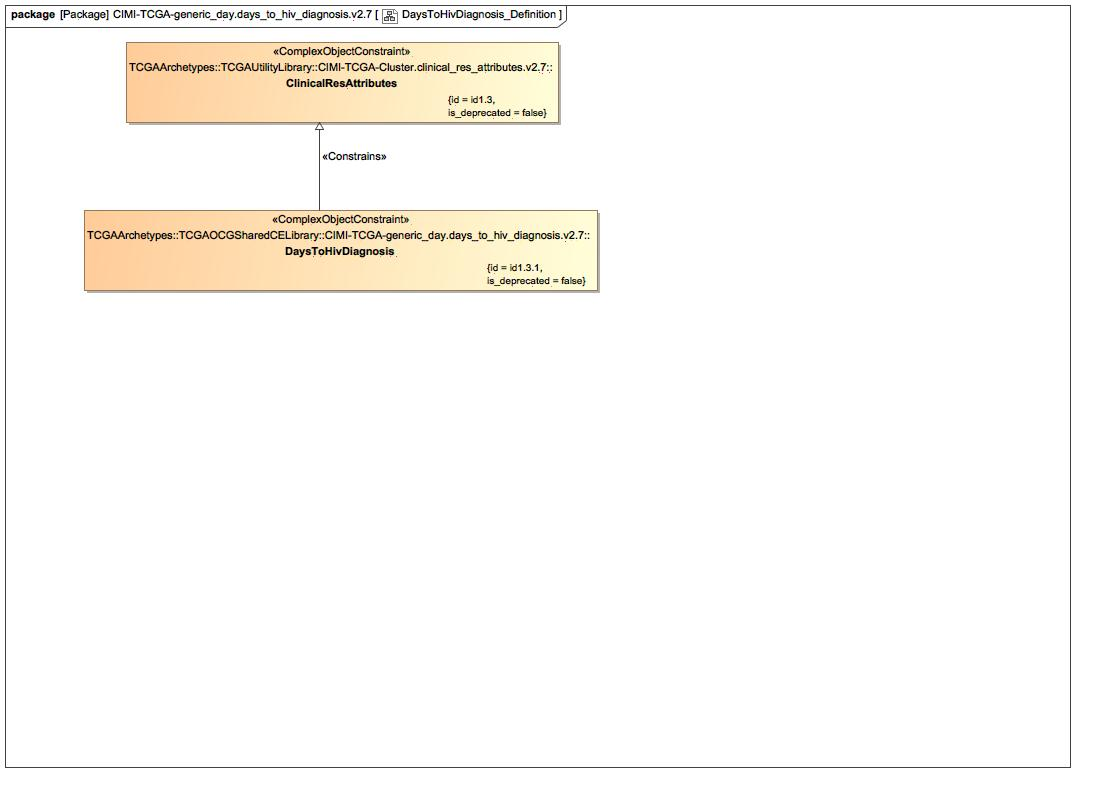 package [Package] CIMI-TCGA-generic_day.days_to_hiv_diagnosis.v2.7 [ DaysToHivDiagnosis_Definition ]
«ComplexObjectConstraint»
TCGAArchetypes::TCGAUtilityLibrary::CIMI-TCGA-Cluster.clinical_res_attributes.v2.7::
ClinicalResAttributes
{id = id1.3,
is_deprecated = false}
«Constrains»
«ComplexObjectConstraint»
TCGAArchetypes::TCGAOCGSharedCELibrary::CIMI-TCGA-generic_day.days_to_hiv_diagnosis.v2.7::
DaysToHivDiagnosis
{id = id1.3.1,
is_deprecated = false}